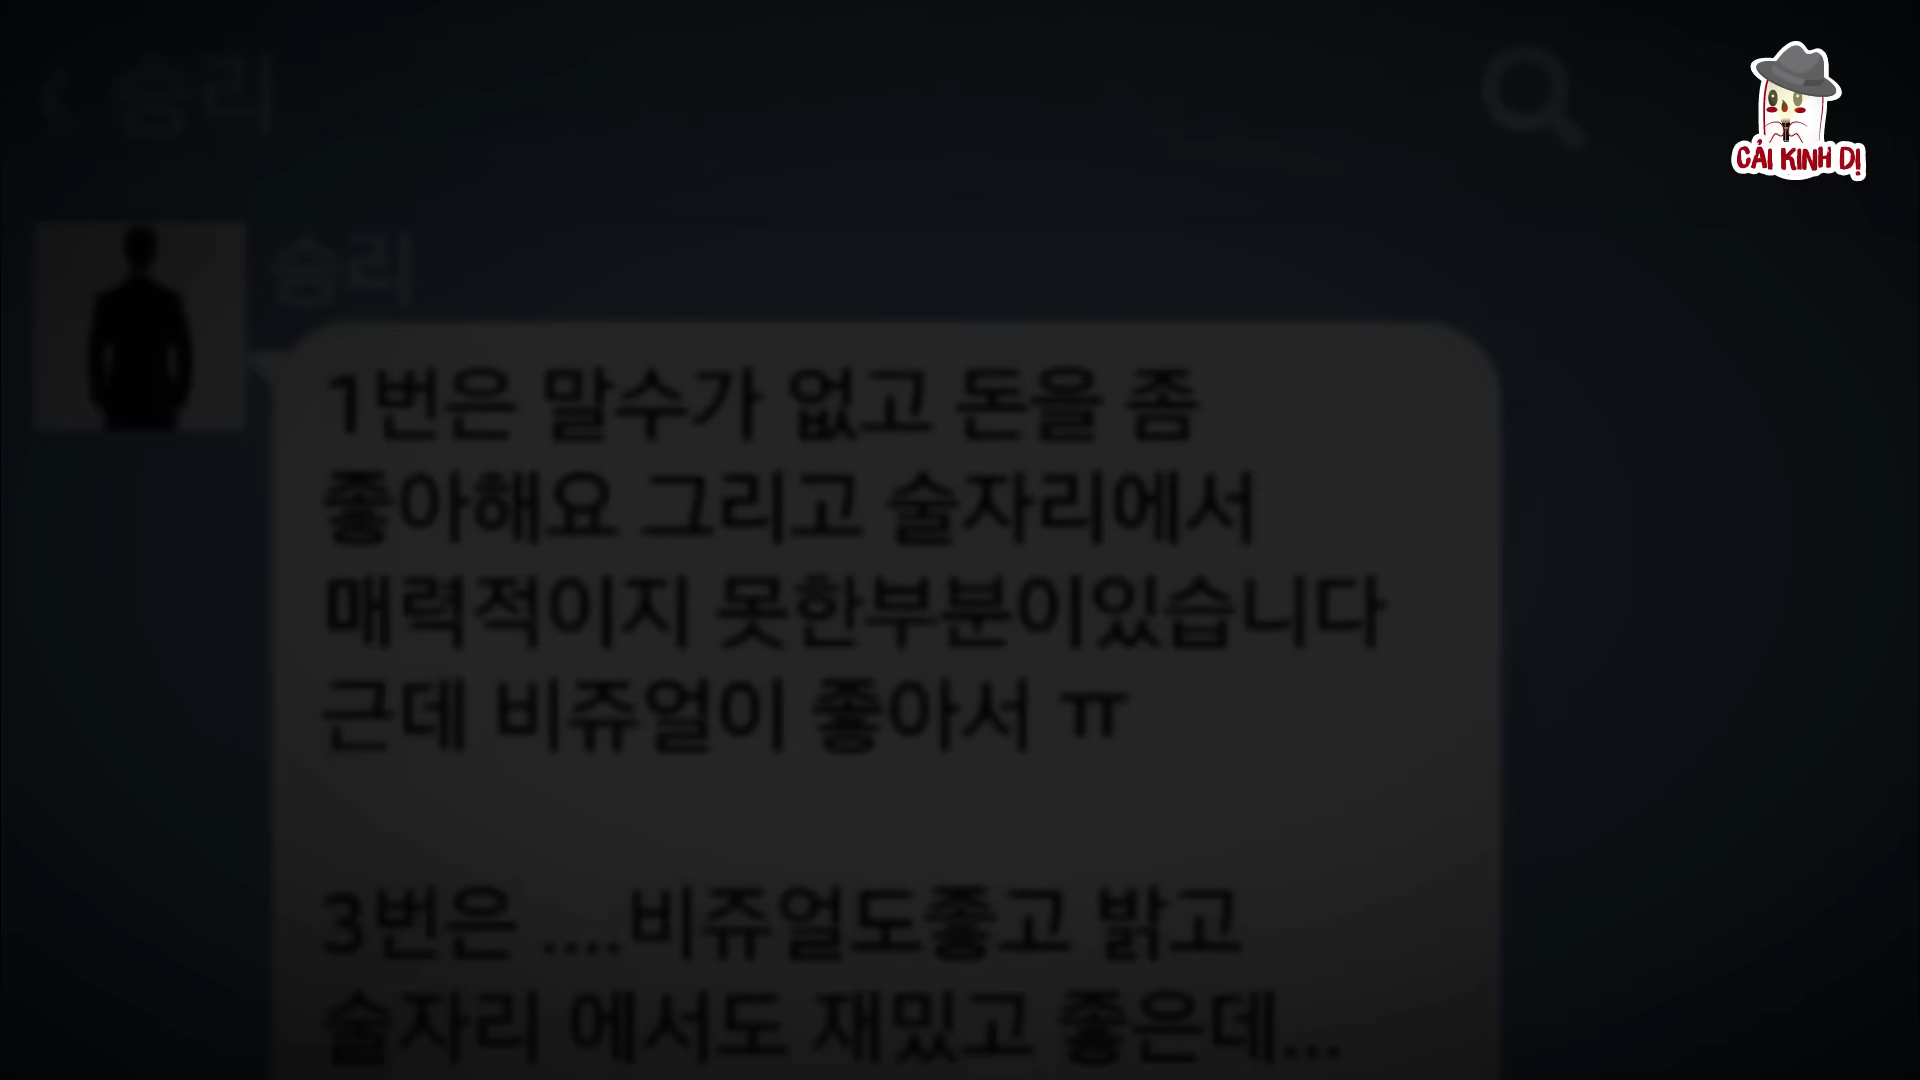 승리
CẢI KINH DỊ
승리
1번은 말수가 없고 돈을 좀
좋아해요 그리고 술자리에서
매력적이지 못한부분이있습니다
근데 비쥬얼이 좋아서 ㅠ
3번은 ....비쥬얼도좋고 밝고
술자리 에서도 재밌고 좋은데...